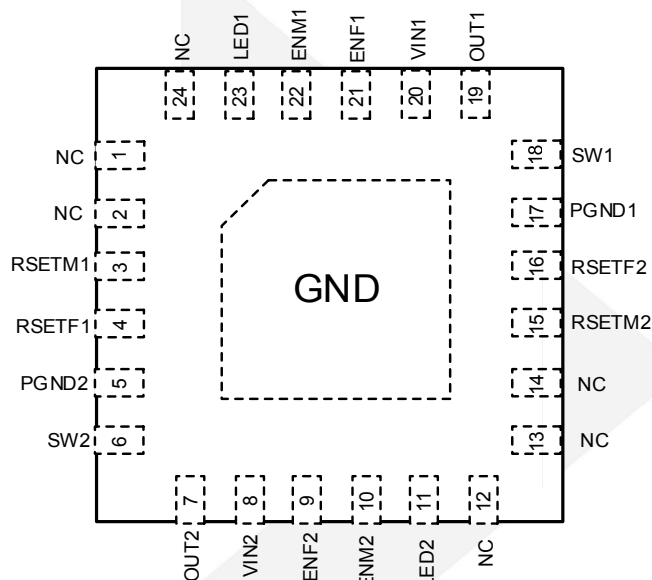 NC
LED1
ENM1
ENF1
VIN1
OUT1
24
23
22
21
20
19
NC
1
18
SW1
NC
2
17
PGND1
RSETM1
3
16
RSETF2
GND
RSETF1
4
15
RSETM2
PGND2
5
14
NC
SW2
6
13
NC
7
8
9
10
11
12
OUT2
VIN2
ENF2
ENM2
LED2
NC